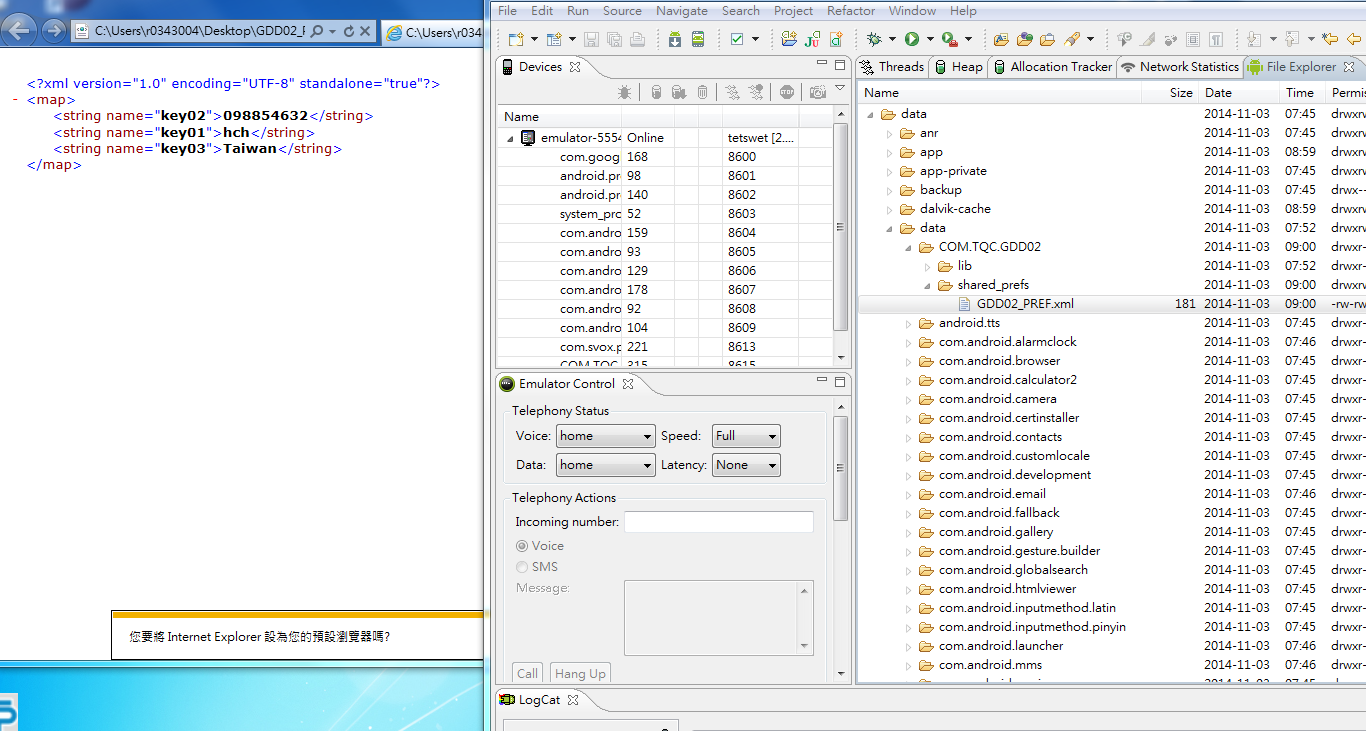 C:\Users\r0343004\Desktop\GDD02_F
C:\Users\r034
<?xml version="1.0" encoding="UTF-8" standalone="true"?>
- <map>
<string name="key02">098854632</string>
<string name="key01">hch</string>
<string name="key03">Taiwan</string>
</map>
您要將 Internet Explorer 設為您的預設瀏覽器嗎?
File Edit Run Source Navigate Search Project Refactor Window Help
Devices
Name
emulator-5554 Online tetswet [2....
com.goog 168 8600
android.pr 98 8601
android.pr 140 8602
system_pro 52 8603
com.andro 159 8604
com.andro 93 8605
com.andro 129 8606
com.andro 178 8607
com.andro 92 8608
com.andro 104 8609
com.svox.p 221 8613
COM.TQC 315 8615
Emulator Control
Telephony Status
Voice: home Speed: Full
Data: home Latency: None
Telephony Actions
Incoming number:
Voice
SMS
Message:
Call Hang Up
LogCat
Threads Heap Allocation Tracker Network Statistics File Explorer
Name Size Date Time Permis
data 2014-11-03 07:45 drwxrw
anr 2014-11-03 07:45 drwxrw
app 2014-11-03 08:59 drwxrw
app-private 2014-11-03 07:45 drwxrw
backup 2014-11-03 07:45 drwx--
dalvik-cache 2014-11-03 08:59 drwxrw
data 2014-11-03 07:52 drwxrw
COM.TQC.GDD02 2014-11-03 09:00 drwxr-
lib 2014-11-03 07:52 drwxr-
shared_prefs 2014-11-03 09:00 drwxrw
GDD02_PREF.xml 181 2014-11-03 09:00 -rw-rw
android.tts 2014-11-03 07:45 drwxr-
com.android.alarmclock 2014-11-03 07:46 drwxr-
com.android.browser 2014-11-03 07:45 drwxr-
com.android.calculator2 2014-11-03 07:45 drwxr-
com.android.camera 2014-11-03 07:45 drwxr-
com.android.certinstaller 2014-11-03 07:45 drwxr-
com.android.contacts 2014-11-03 07:45 drwxr-
com.android.customlocale 2014-11-03 07:45 drwxr-
com.android.development 2014-11-03 07:45 drwxr-
com.android.email 2014-11-03 07:46 drwxr-
com.android.fallback 2014-11-03 07:45 drwxr-
com.android.gallery 2014-11-03 07:45 drwxr-
com.android.gesture.builder 2014-11-03 07:45 drwxr-
com.android.globalsearch 2014-11-03 07:45 drwxr-
com.android.htmlviewer 2014-11-03 07:45 drwxr-
com.android.inputmethod.latin 2014-11-03 07:45 drwxr-
com.android.inputmethod.pinyin 2014-11-03 07:45 drwxr-
com.android.launcher 2014-11-03 07:46 drwxr-
com.android.mms 2014-11-03 07:46 drwxr-